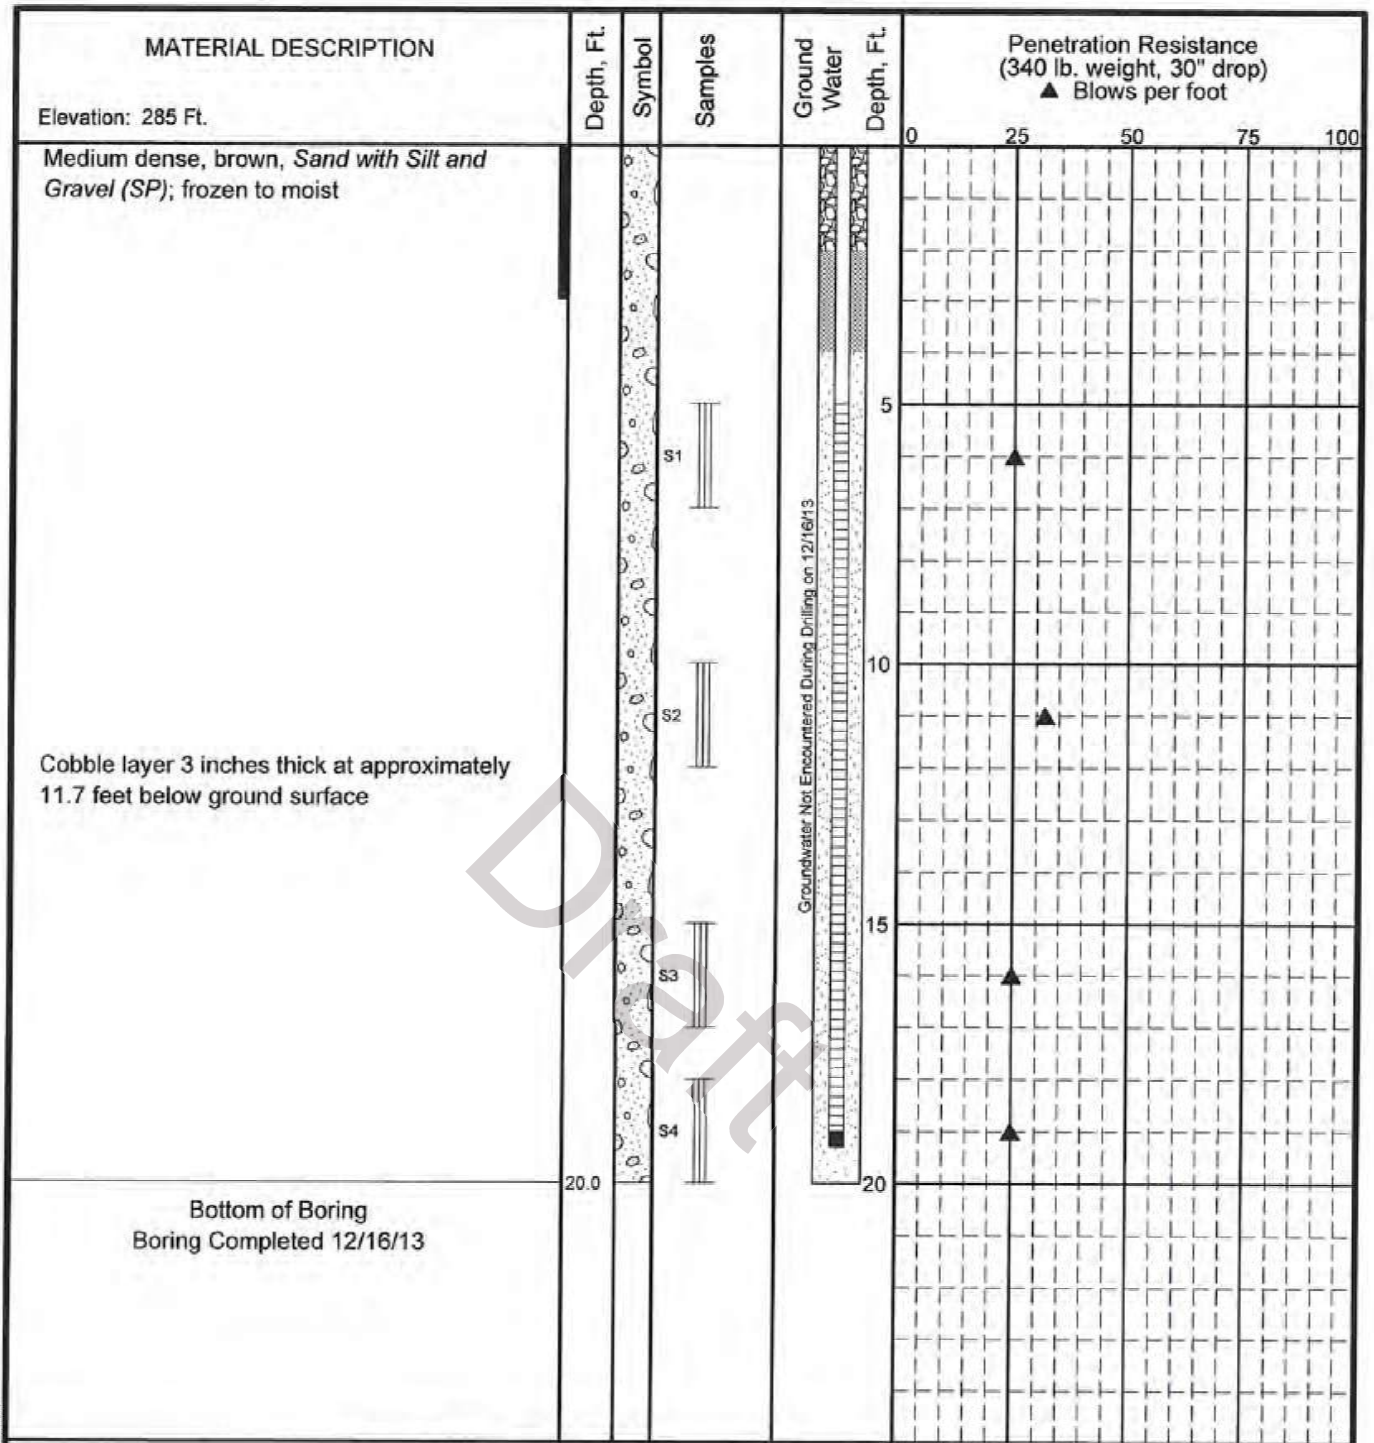 MATERIAL DESCRIPTION
Elevation: 285 Ft.
Depth, Ft.
Symbol
Samples
Ground
Water
Depth, Ft.
Penetration Resistance
(340 lb. weight, 30" drop)
▲ Blows per foot
0 25 50 75 100
Medium dense, brown, Sand with Silt and
Gravel (SP); frozen to moist
5
S1
Groundwater Not Encountered During Drilling on 12/16/13
10
S2
Cobble layer 3 inches thick at approximately
11.7 feet below ground surface
Draft
15
S3
S4
20.0
20
Bottom of Boring
Boring Completed 12/16/13